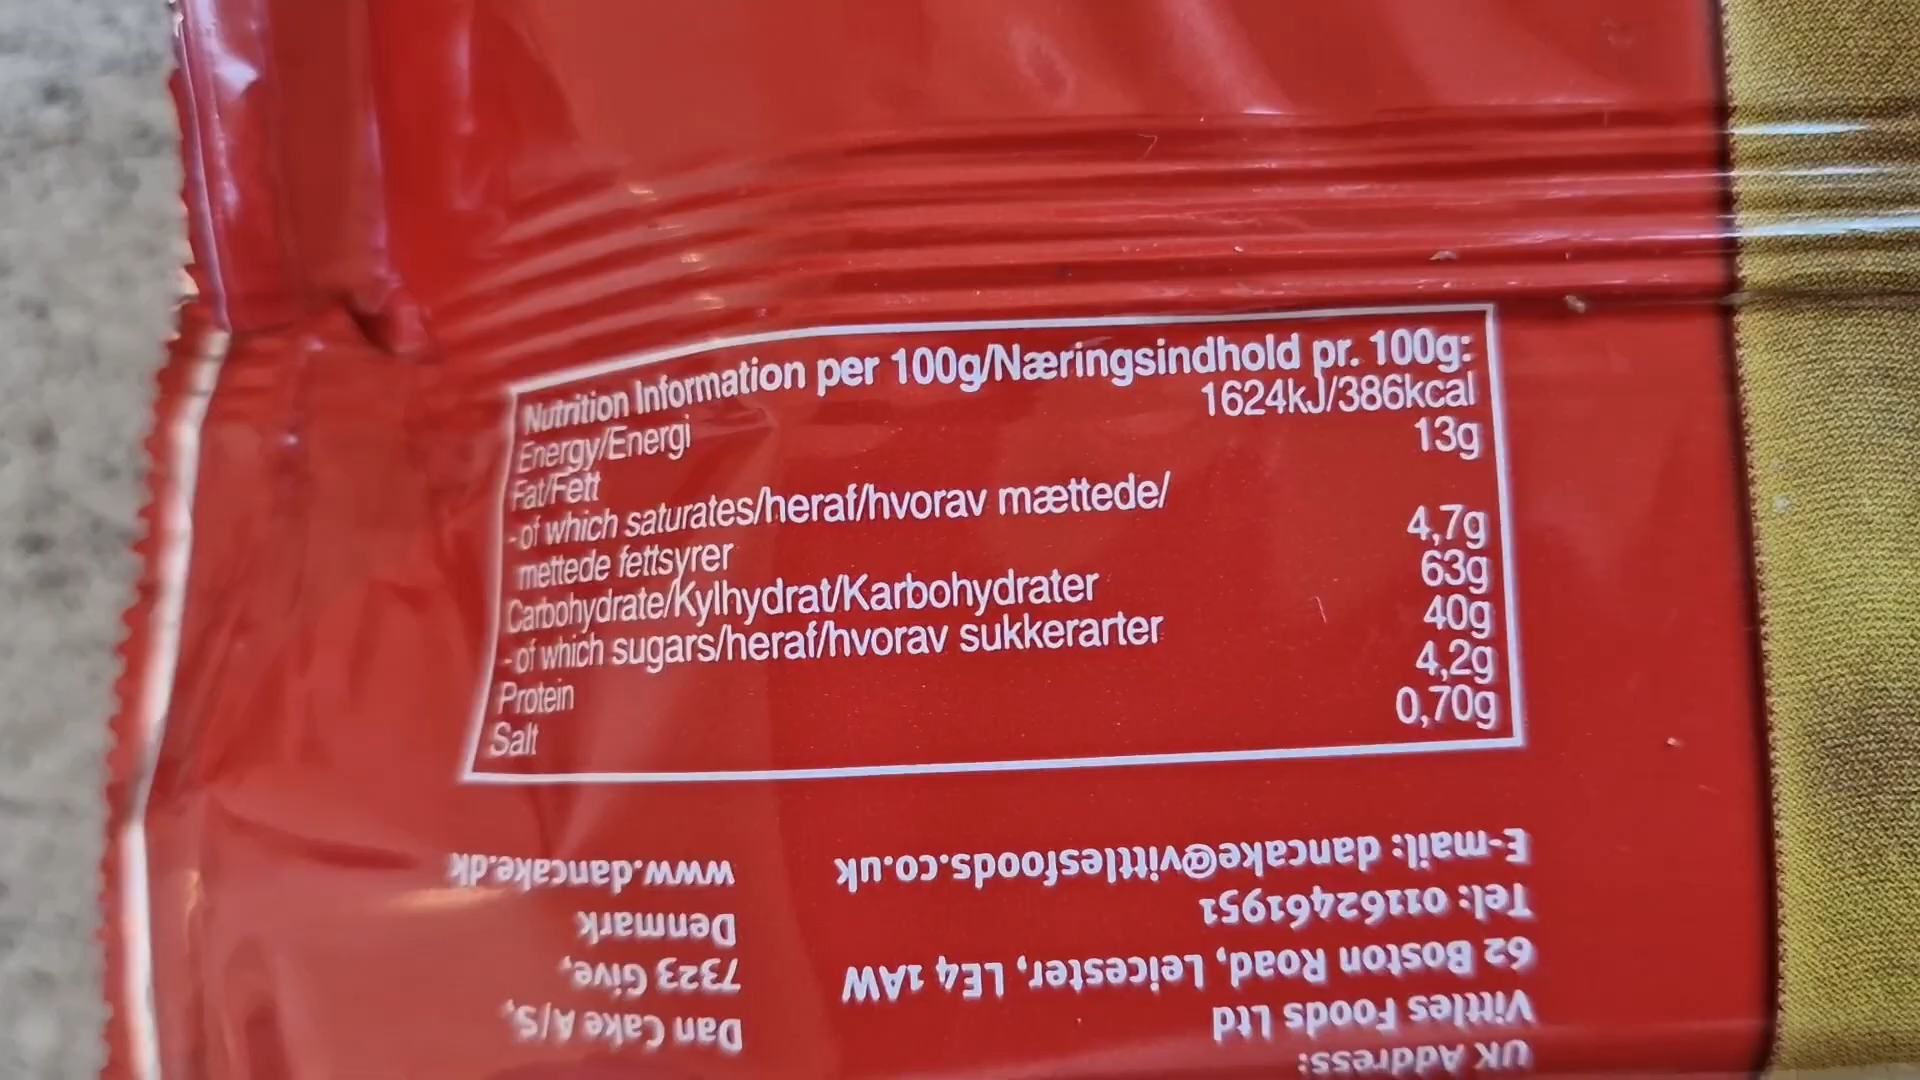 Nutrition Information per 100g/Næringsindhold pr. 100g:
Energy/Energi 1624kJ/386kcal
Fat/Fett 13g
- of which saturates/heraf/hvorav mættede/
mettede fettsyrer 4,7g
Carbohydrate/Kylhydrat/Karbohydrater 63g
- of which sugars/heraf/hvorav sukkerarter 40g
Protein 4,2g
Salt 0,70g
UK Address:
Vittles Foods Ltd
62 Boston Road, Leicester, LE4 1AW
Tel: 01162461951
E-mail: dancake@vittlesfoods.co.uk
Dan Cake A/S,
7323 Give,
Denmark
www.dancake.dk